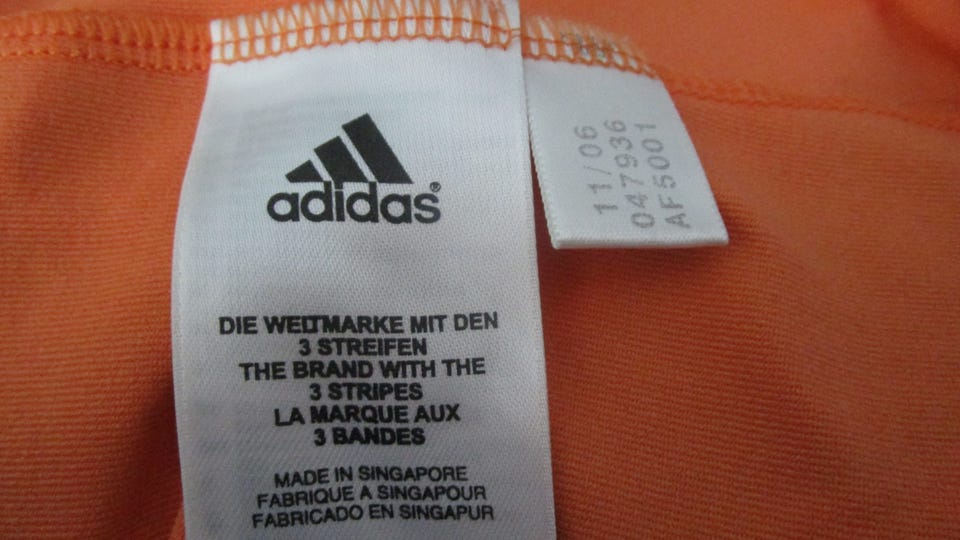 adidas®
DIE WELTMARKE MIT DEN
3 STREIFEN
THE BRAND WITH THE
3 STRIPES
LA MARQUE AUX
3 BANDES
MADE IN SINGAPORE
FABRIQUE A SINGAPOUR
FABRICADO EN SINGAPUR
11/06
047936
AF5001